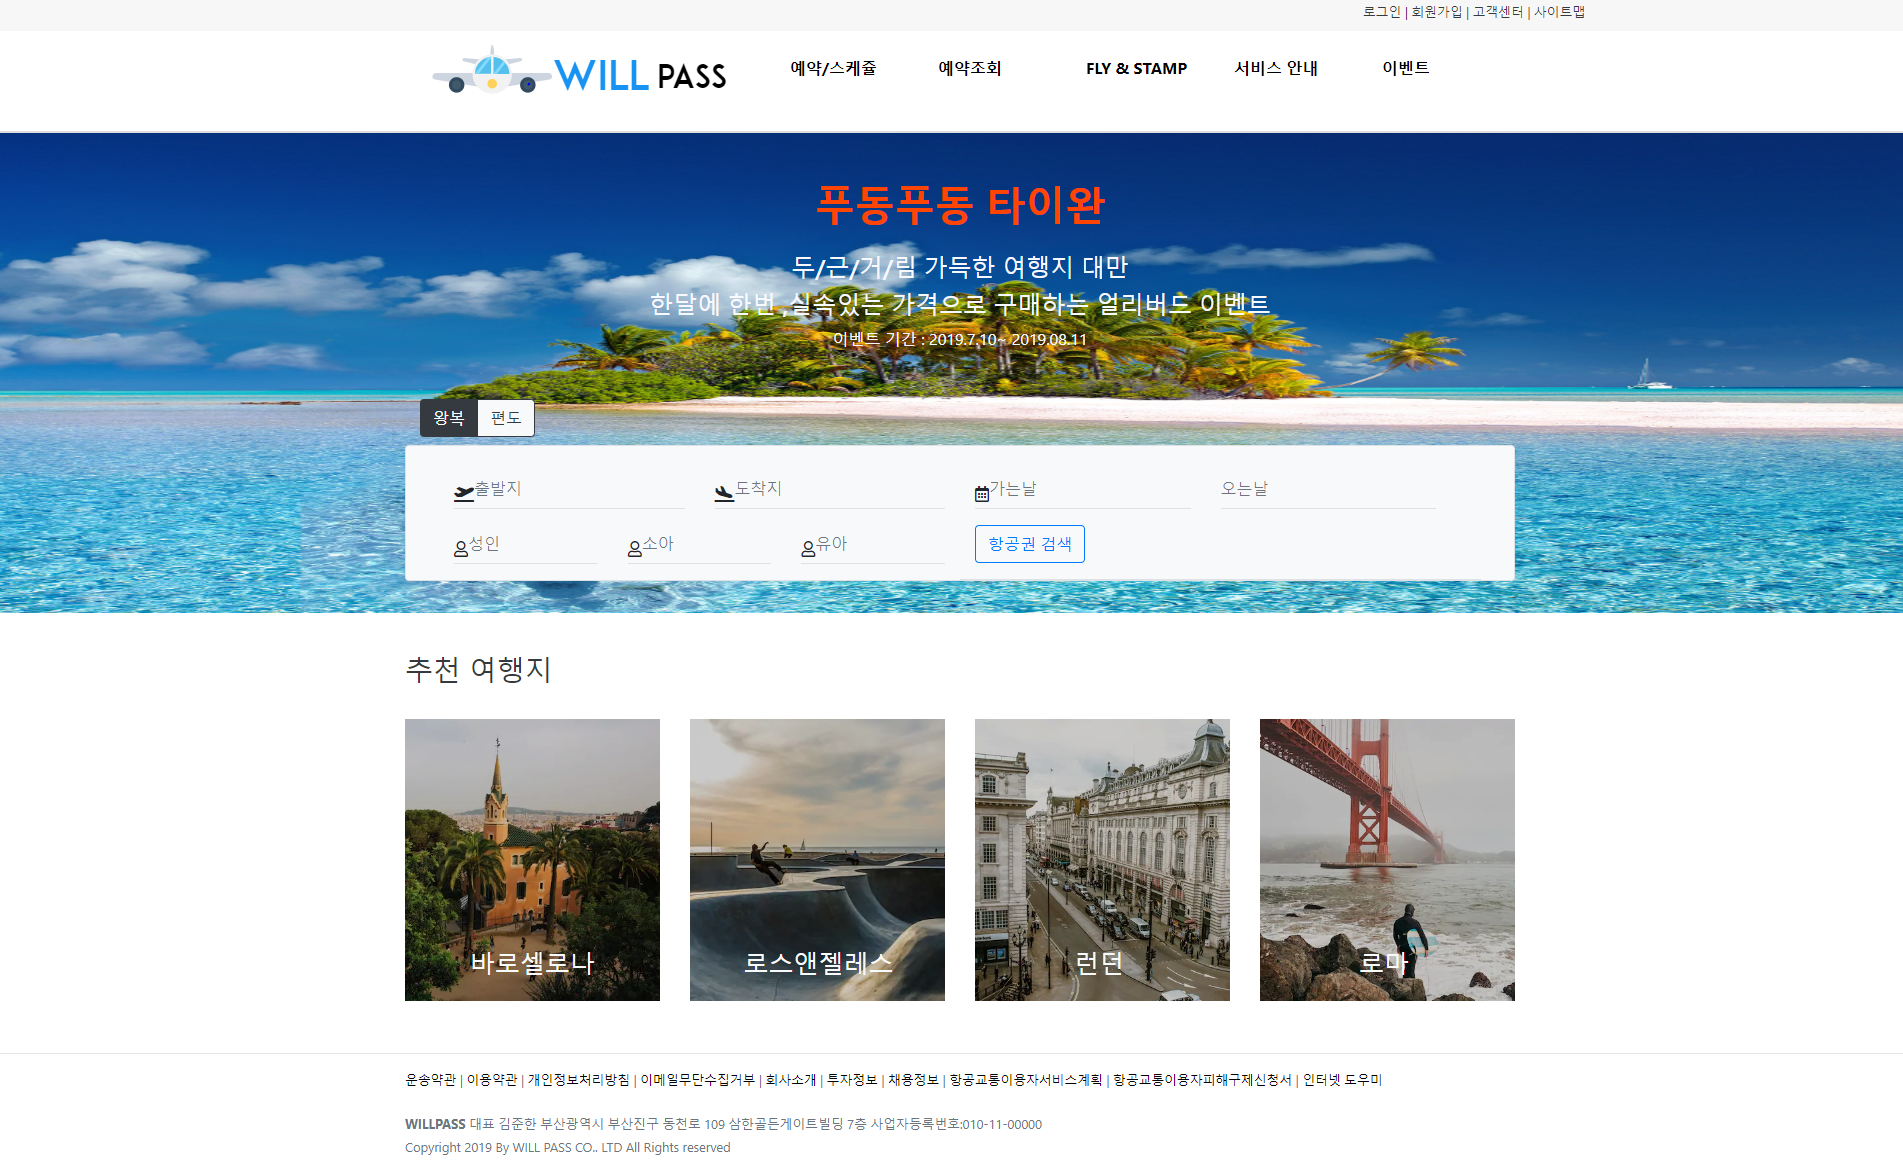 로그인 | 회원가입 | 고객센터 | 사이트맵
WILL PASS
예약/스케쥴 예약조회 FLY & STAMP 서비스 안내 이벤트
푸동푸동 타이완
두/근/거/림 가득한 여행지 대만
한달에 한번 ,실속있는 가격으로 구매하는 얼리버드 이벤트
이벤트 기간 : 2019.7.10~ 2019.08.11
왕복 편도
출발지 도착지 가는날 오는날
성인 소아 유아 항공권 검색
추천 여행지
바로셀로나 로스앤젤레스 런던 로마
운송약관 | 이용약관 | 개인정보처리방침 | 이메일무단수집거부 | 회사소개 | 투자정보 | 채용정보 | 항공교통이용자서비스계획 | 항공교통이용자피해구제신청서 | 인터넷 도우미
WILLPASS 대표 김준한 부산광역시 부산진구 동천로 109 삼한골든게이트빌딩 7층 사업자등록번호:010-11-00000
Copyright 2019 By WILL PASS CO.. LTD All Rights reserved